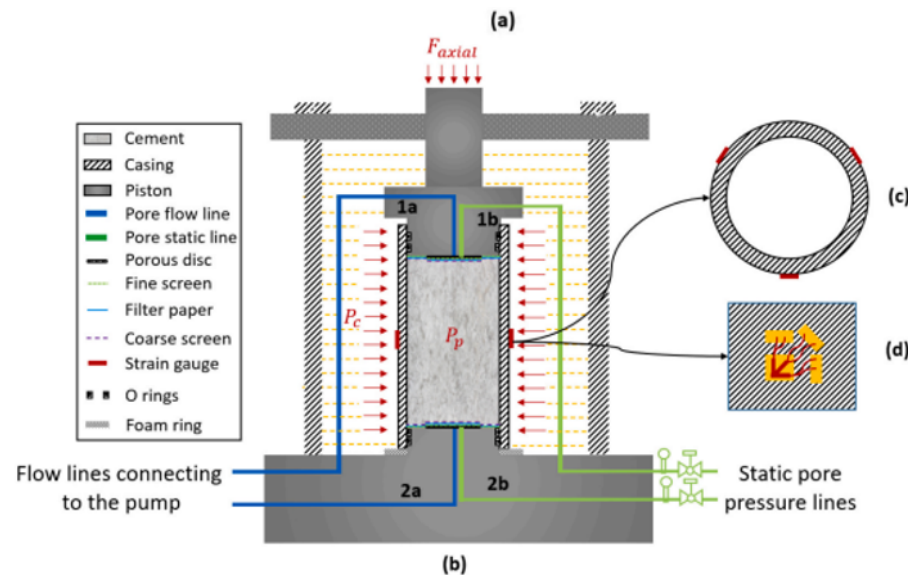 (a)
F_axial
Cement
Casing
Piston
Pore flow line
Pore static line
Porous disc
Fine screen
Filter paper
Coarse screen
Strain gauge
O rings
Foam ring
1a
1b
P_c
P_p
(c)
(d)
Flow lines connecting
to the pump
2a
2b
Static pore
pressure lines
(b)